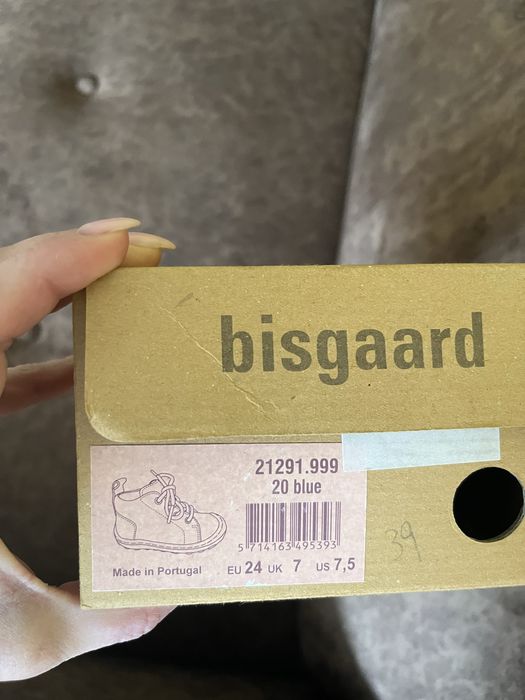 bisgaard
21291.999
20 blue
5 714163 495393
Made in Portugal
EU 24 UK 7 US 7,5
39